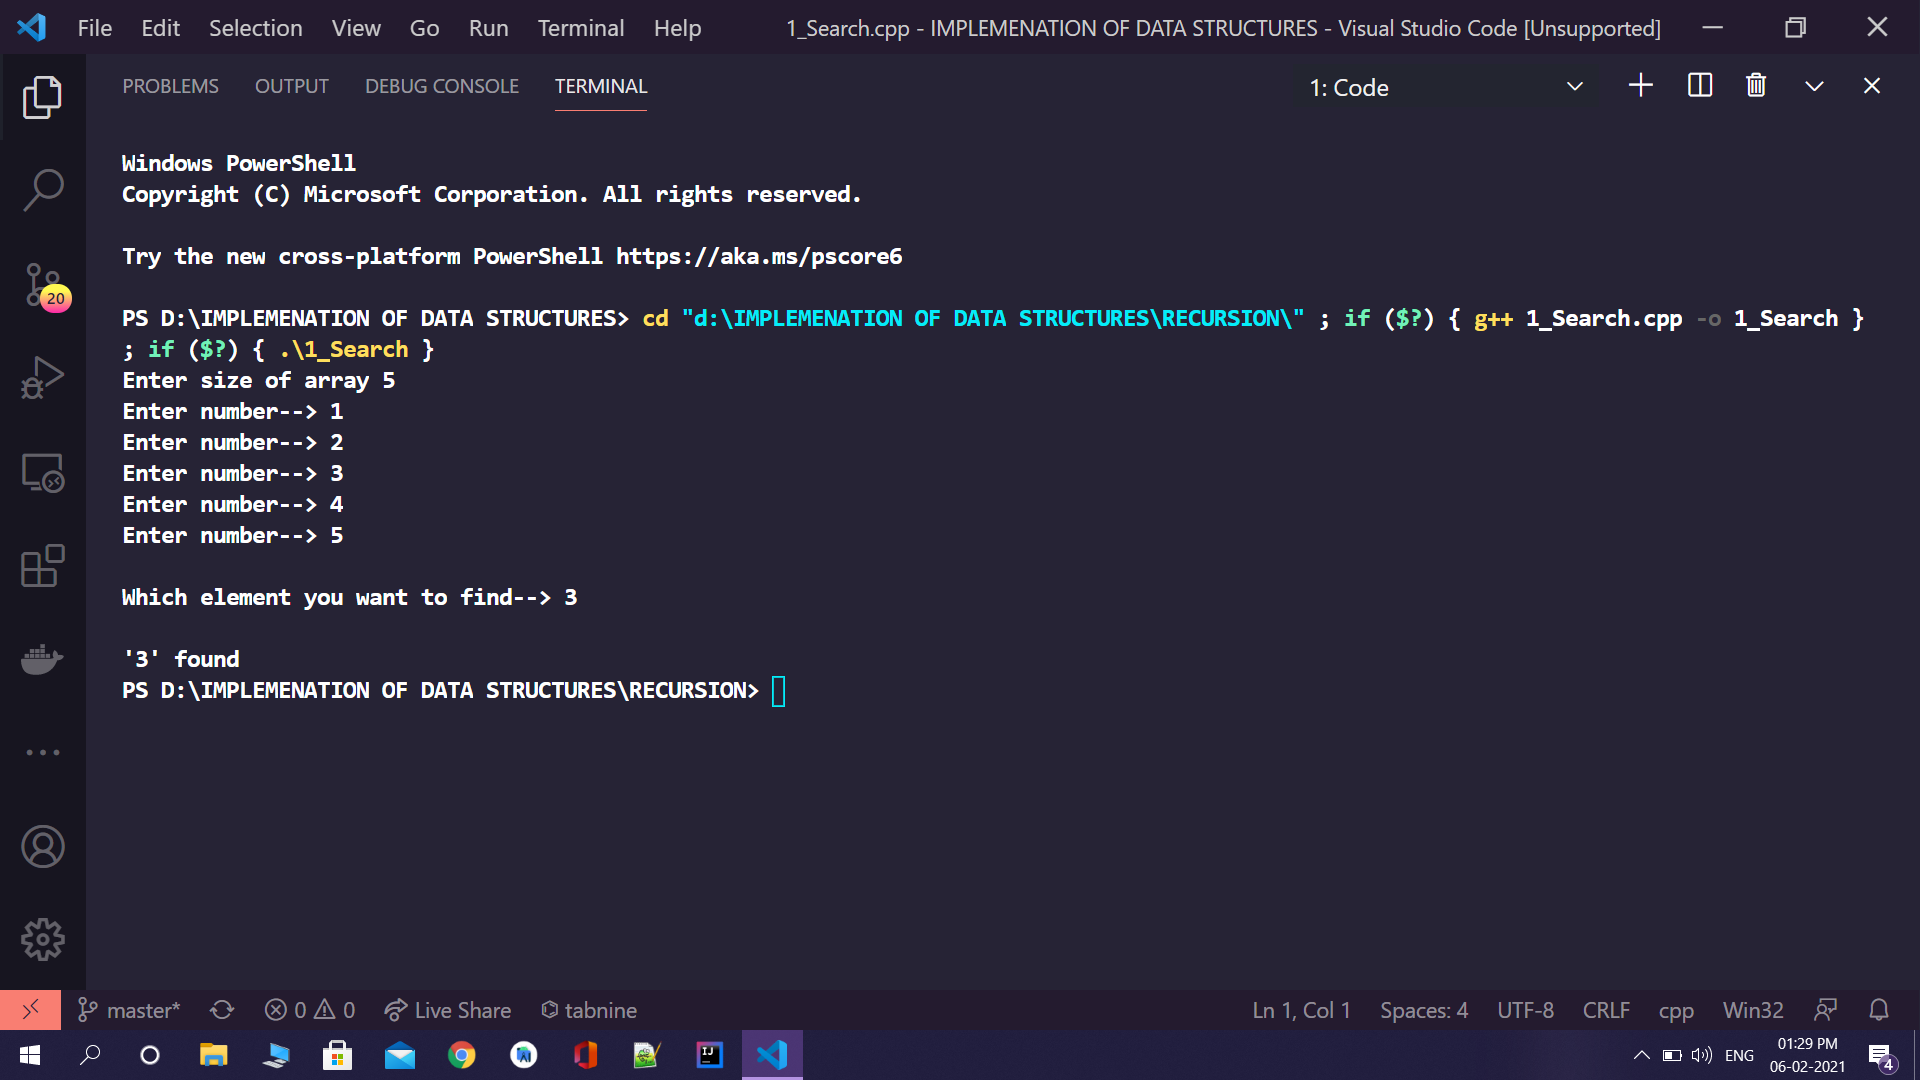 File Edit Selection View Go Run Terminal Help 1_Search.cpp - IMPLEMENATION OF DATA STRUCTURES - Visual Studio Code [Unsupported]
PROBLEMS OUTPUT DEBUG CONSOLE TERMINAL 1: Code
Windows PowerShell
Copyright (C) Microsoft Corporation. All rights reserved.
Try the new cross-platform PowerShell https://aka.ms/pscore6
PS D:\IMPLEMENATION OF DATA STRUCTURES> cd "d:\IMPLEMENATION OF DATA STRUCTURES\RECURSION\" ; if ($?) { g++ 1_Search.cpp -o 1_Search }
; if ($?) { .\1_Search }
Enter size of array 5
Enter number--> 1
Enter number--> 2
Enter number--> 3
Enter number--> 4
Enter number--> 5
Which element you want to find--> 3
'3' found
PS D:\IMPLEMENATION OF DATA STRUCTURES\RECURSION>
20
master* 0 0 Live Share tabnine Ln 1, Col 1 Spaces: 4 UTF-8 CRLF cpp Win32
IJ
ENG
01:29 PM
06-02-2021
4